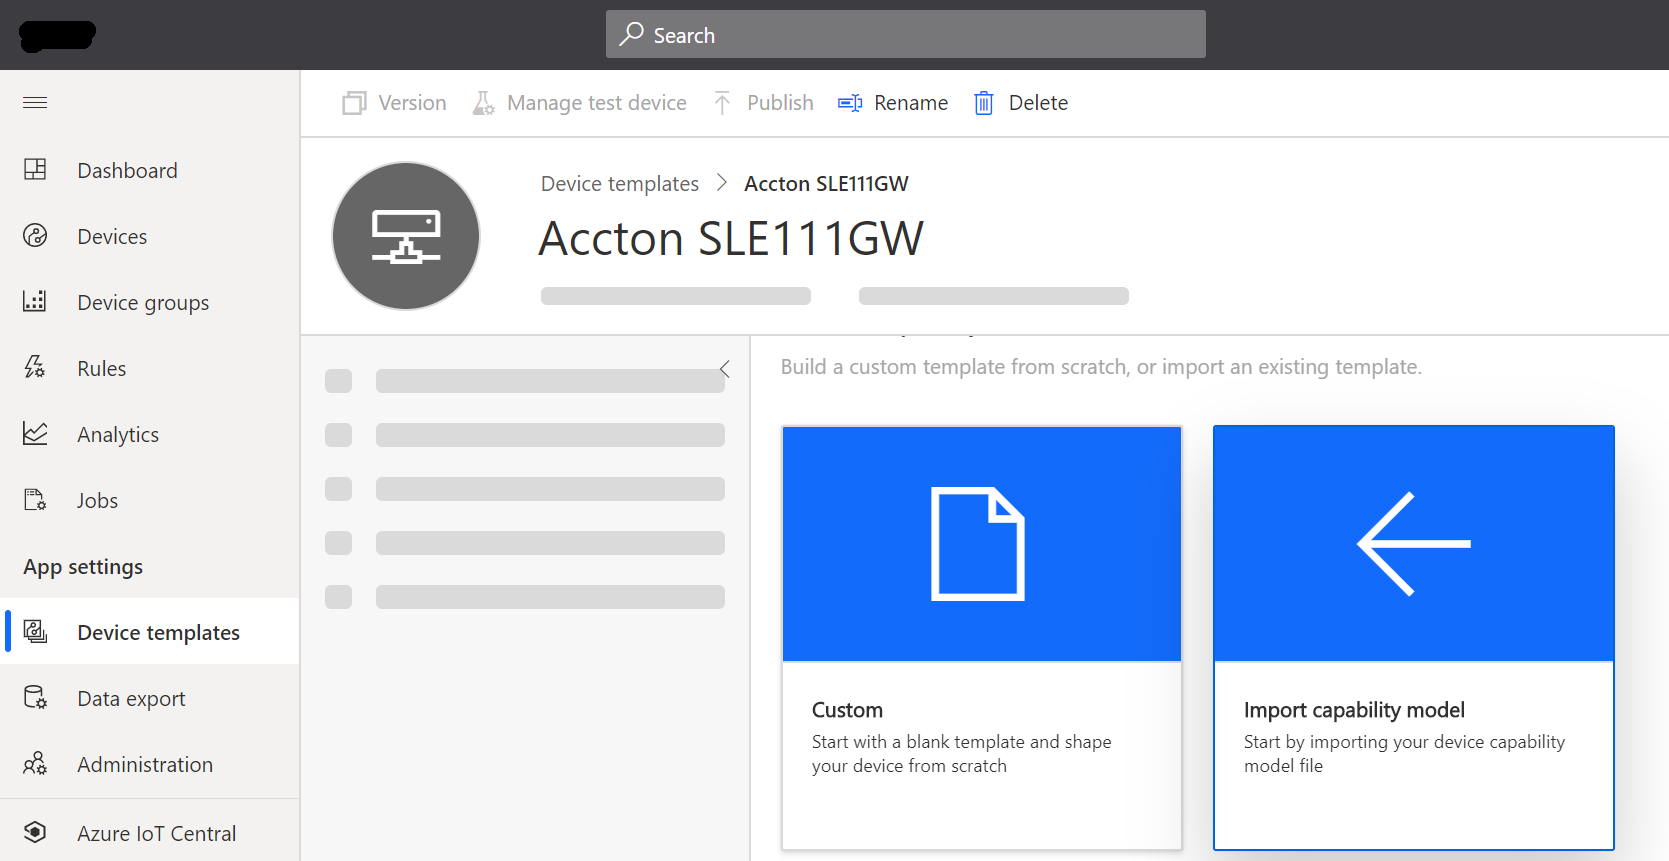 Search
Version
Manage test device
Publish
Rename
Delete
Dashboard
Devices
Device groups
Rules
Analytics
Jobs
App settings
Device templates
Data export
Administration
Azure IoT Central
Device templates > Accton SLE111GW
Accton SLE111GW
Build a custom template from scratch, or import an existing template.
Custom
Start with a blank template and shape
your device from scratch
Import capability model
Start by importing your device capability
model file